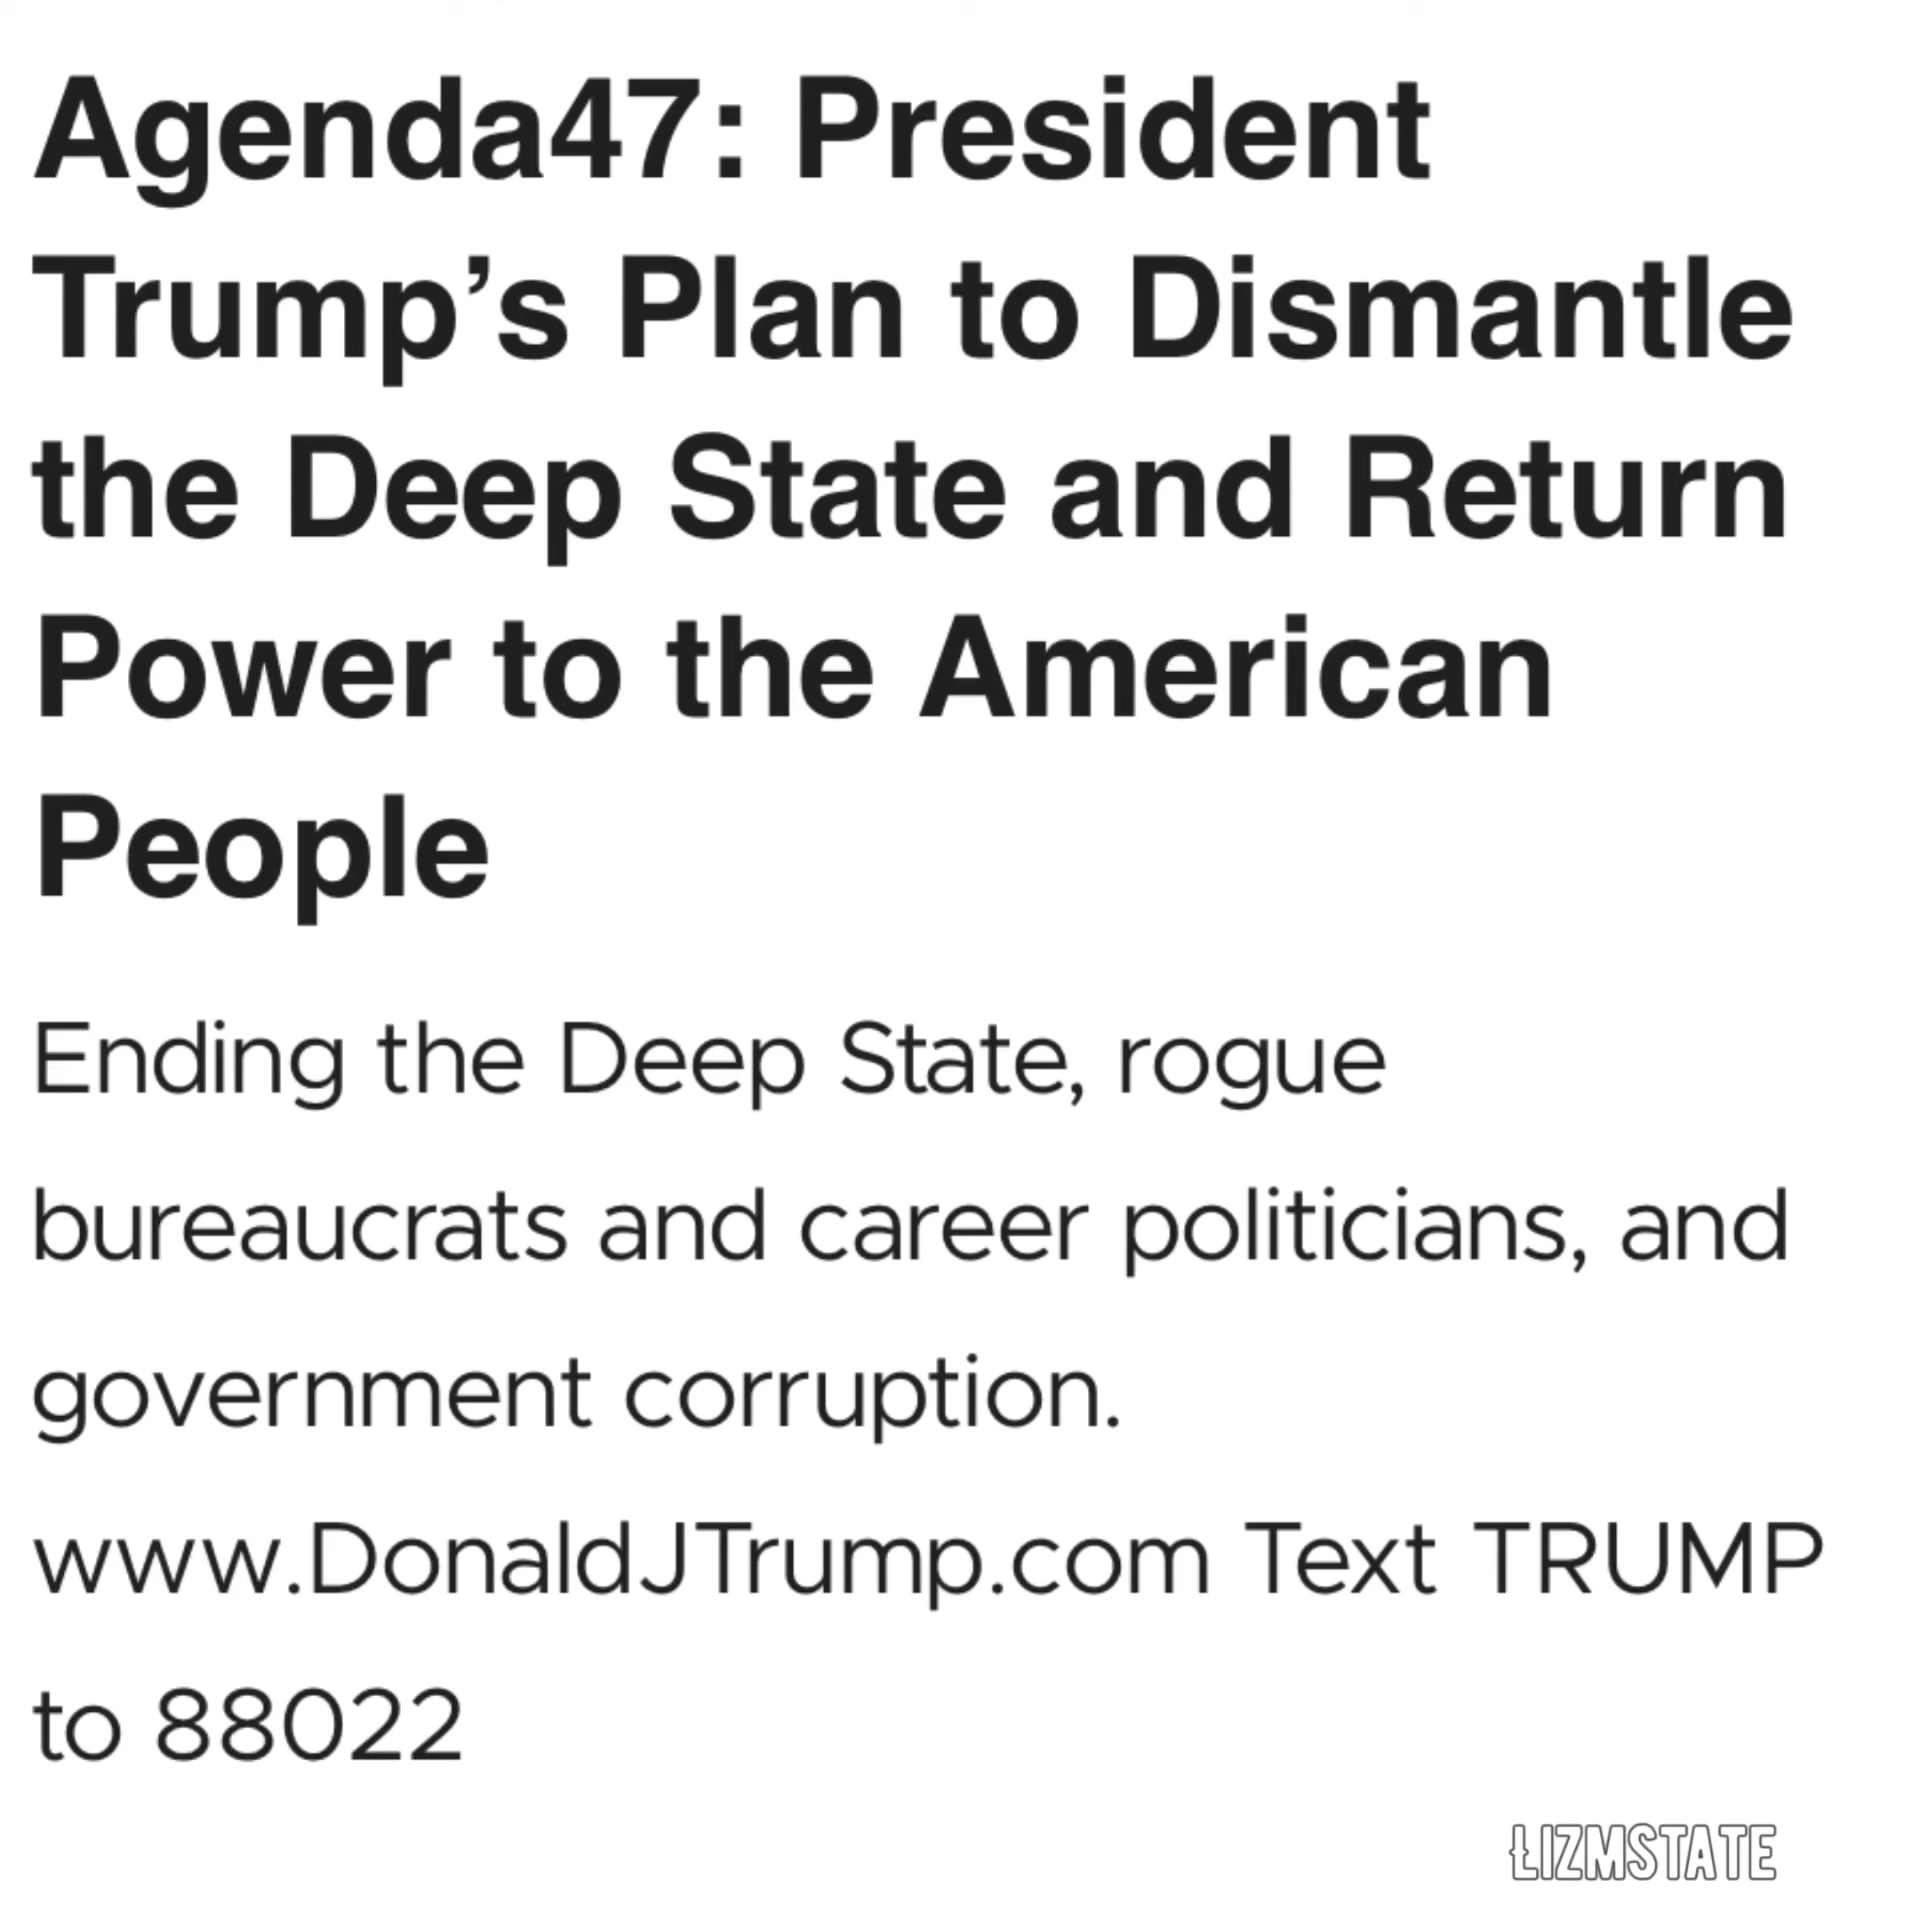 Agenda47: President
Trump’s Plan to Dismantle
the Deep State and Return
Power to the American
People
Ending the Deep State, rogue
bureaucrats and career politicians, and
government corruption.
www.DonaldJTrump.com Text TRUMP
to 88022
LIZMSTATE